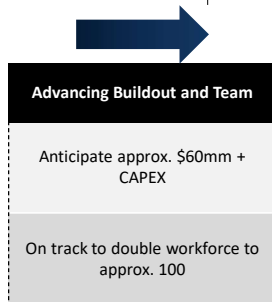 Advancing Buildout and Team
Anticipate approx. $60mm +
CAPEX
On track to double workforce to
approx. 100